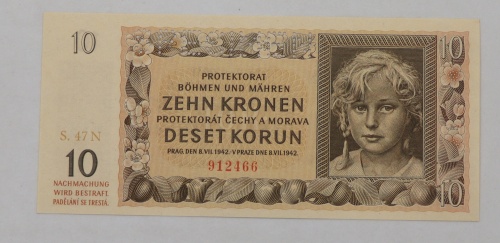 10
10
PROTEKTORAT
BÖHMEN UND MÄHREN
ZEHN KRONEN
PROTEKTORÁT ČECHY A MORAVA
DESET KORUN
PRAG DEN 8.VII.1942. V PRAZE DNE 8.VII.1942.
S. 47 N
912466
10
NACHMACHUNG
WIRD BESTRAFT.
PADĚLÁNÍ SE TRESTÁ.
10